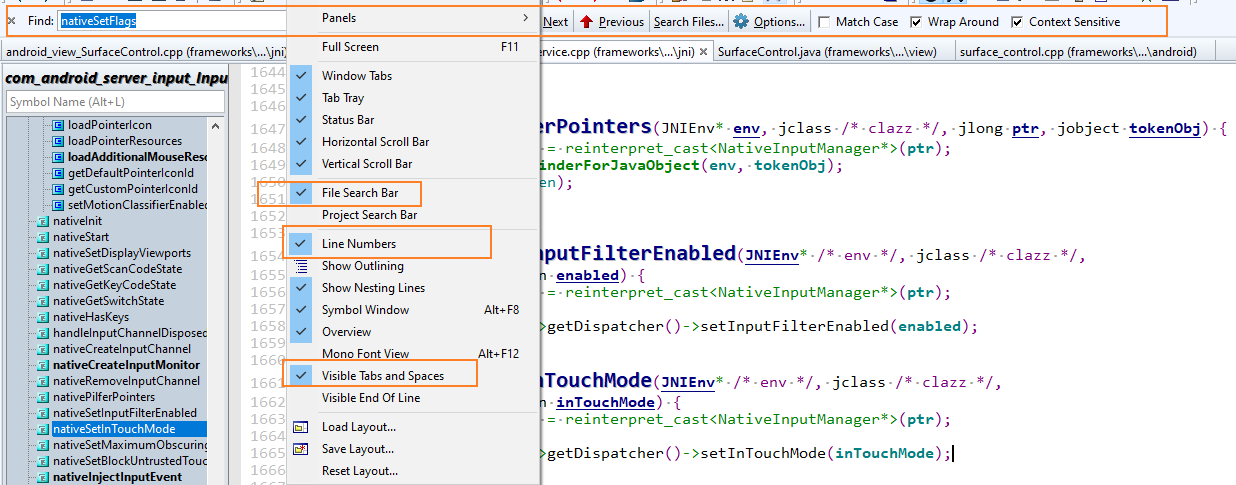 Find: nativeSetFlags
Next Previous Search Files... Options... Match Case Wrap Around Context Sensitive
android_view_SurfaceControl.cpp (frameworks\...\jni)
ervice.cpp (frameworks\...\jni)
SurfaceControl.java (frameworks\...\view)
surface_control.cpp (frameworks\...\android)
com_android_server_input_Inpu
Symbol Name (Alt+L)
loadPointerIcon
loadPointerResources
loadAdditionalMouseReso
getDefaultPointerIconId
getCustomPointerIconId
setMotionClassifierEnabled
nativeInit
nativeStart
nativeSetDisplayViewports
nativeGetScanCodeState
nativeGetKeyCodeState
nativeGetSwitchState
nativeHasKeys
handleInputChannelDisposed
nativeCreateInputChannel
nativeCreateInputMonitor
nativeRemoveInputChannel
nativePilferPointers
nativeSetInputFilterEnabled
nativeSetInTouchMode
nativeSetMaximumObscuring
nativeSetBlockUntrustedTouc
nativeInjectInputEvent
Panels
Full Screen F11
Window Tabs
Tab Tray
Status Bar
Horizontal Scroll Bar
Vertical Scroll Bar
File Search Bar
Project Search Bar
Line Numbers
Show Outlining
Show Nesting Lines
Symbol Window Alt+F8
Overview
Mono Font View Alt+F12
Visible Tabs and Spaces
Visible End Of Line
Load Layout...
Save Layout...
Reset Layout...
1644
1645
1646
1647 erPointers(JNIEnv* env, jclass /* clazz */, jlong ptr, jobject tokenObj) {
1648 = reinterpret_cast<NativeInputManager*>(ptr);
1649 inderForJavaObject(env, tokenObj);
1650 en);
1651
1652
1653
1654 nputFilterEnabled(JNIEnv* /* env */, jclass /* clazz */,
1655 n enabled) {
1656 = reinterpret_cast<NativeInputManager*>(ptr);
1657
1658 >getDispatcher()->setInputFilterEnabled(enabled);
1659
1660
1661 nTouchMode(JNIEnv* /* env */, jclass /* clazz */,
1662 n inTouchMode) {
1663 = reinterpret_cast<NativeInputManager*>(ptr);
1664
1665 >getDispatcher()->setInTouchMode(inTouchMode);
1666
1667